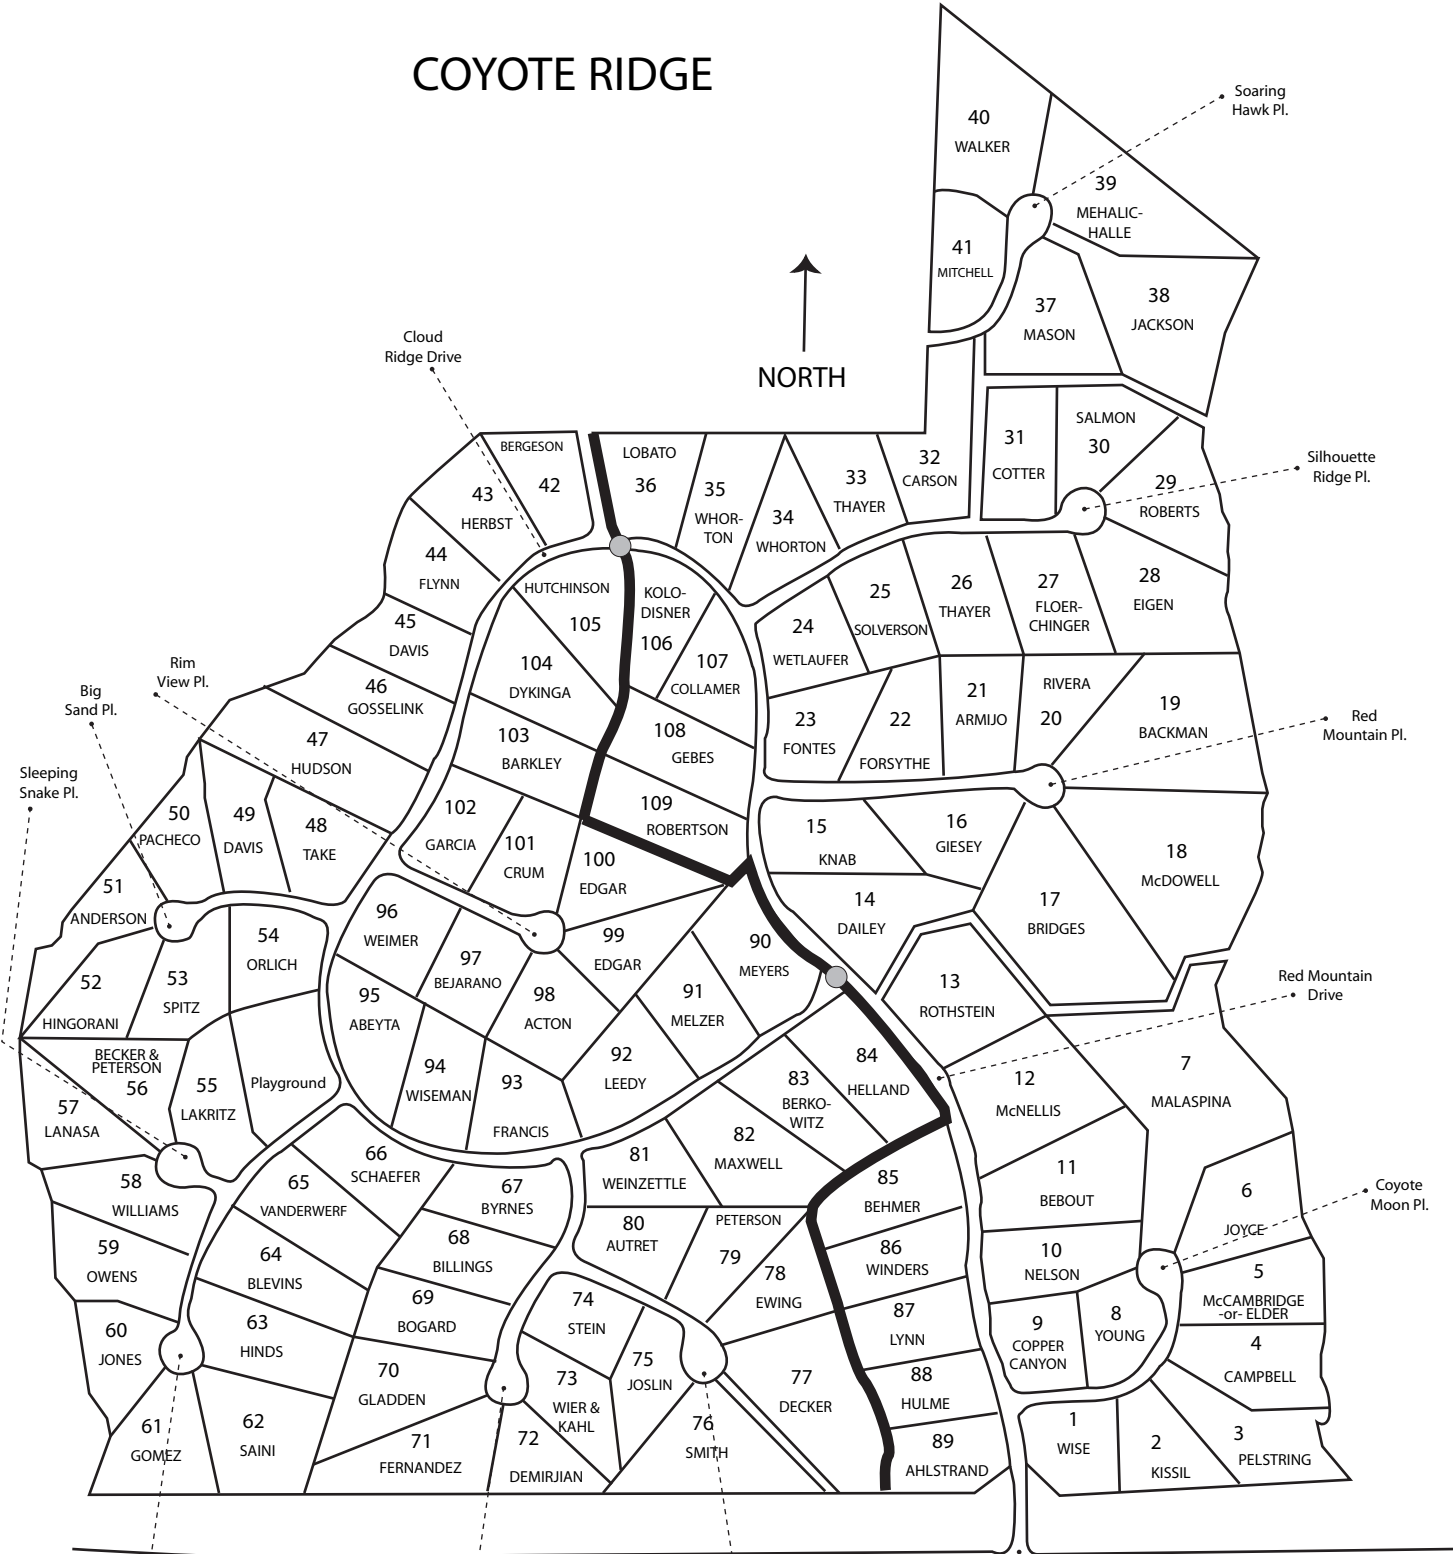 COYOTE RIDGE
Soaring
Hawk Pl.
40
WALKER
39
MEHALIC-
HALLE
41
MITCHELL
37
MASON
38
JACKSON
NORTH
Cloud
Ridge Drive
BERGESON
42
43
HERBST
44
FLYNN
45
DAVIS
46
GOSSELINK
47
HUDSON
LOBATO
36
35
WHOR-
TON
34
WHORTON
33
THAYER
32
CARSON
31
COTTER
SALMON
30
29
ROBERTS
Silhouette
Ridge Pl.
28
EIGEN
27
FLOER-
CHINGER
26
THAYER
25
SOLVERSON
24
WETLAUFER
HUTCHINSON
105
KOLO-
DISNER
106
107
COLLAMER
104
DYKINGA
103
BARKLEY
108
GEBES
109
ROBERTSON
23
FONTES
22
FORSYTHE
21
ARMIJO
RIVERA
20
19
BACKMAN
Red
Mountain Pl.
Rim
View Pl.
Big
Sand Pl.
Sleeping
Snake Pl.
50
PACHECO
49
DAVIS
48
TAKE
51
ANDERSON
52
HINGORANI
53
SPITZ
54
ORLICH
102
GARCIA
101
CRUM
100
EDGAR
99
EDGAR
96
WEIMER
97
BEJARANO
98
ACTON
95
ABEYTA
94
WISEMAN
93
FRANCIS
92
LEEDY
91
MELZER
90
MEYERS
15
KNAB
16
GIESEY
14
DAILEY
17
BRIDGES
18
McDOWELL
13
ROTHSTEIN
Red Mountain
Drive
12
McNELLIS
7
MALASPINA
11
BEBOUT
10
NELSON
6
JOYCE
Coyote
Moon Pl.
5
McCAMBRIDGE
-or- ELDER
4
CAMPBELL
9
COPPER
CANYON
8
YOUNG
1
WISE
2
KISSIL
3
PELSTRING
BECKER &
PETERSON
56
55
LAKRITZ
Playground
57
LANASA
58
WILLIAMS
59
OWENS
60
JONES
61
GOMEZ
62
SAINI
63
HINDS
64
BLEVINS
65
VANDERWERF
66
SCHAEFER
67
BYRNES
68
BILLINGS
69
BOGARD
70
GLADDEN
71
FERNANDEZ
72
DEMIRJIAN
73
WIER &
KAHL
74
STEIN
75
JOSLIN
76
SMITH
77
DECKER
78
EWING
PETERSON
79
80
AUTRET
81
WEINZETTLE
82
MAXWELL
83
BERKO-
WITZ
84
HELLAND
85
BEHMER
86
WINDERS
87
LYNN
88
HULME
89
AHLSTRAND